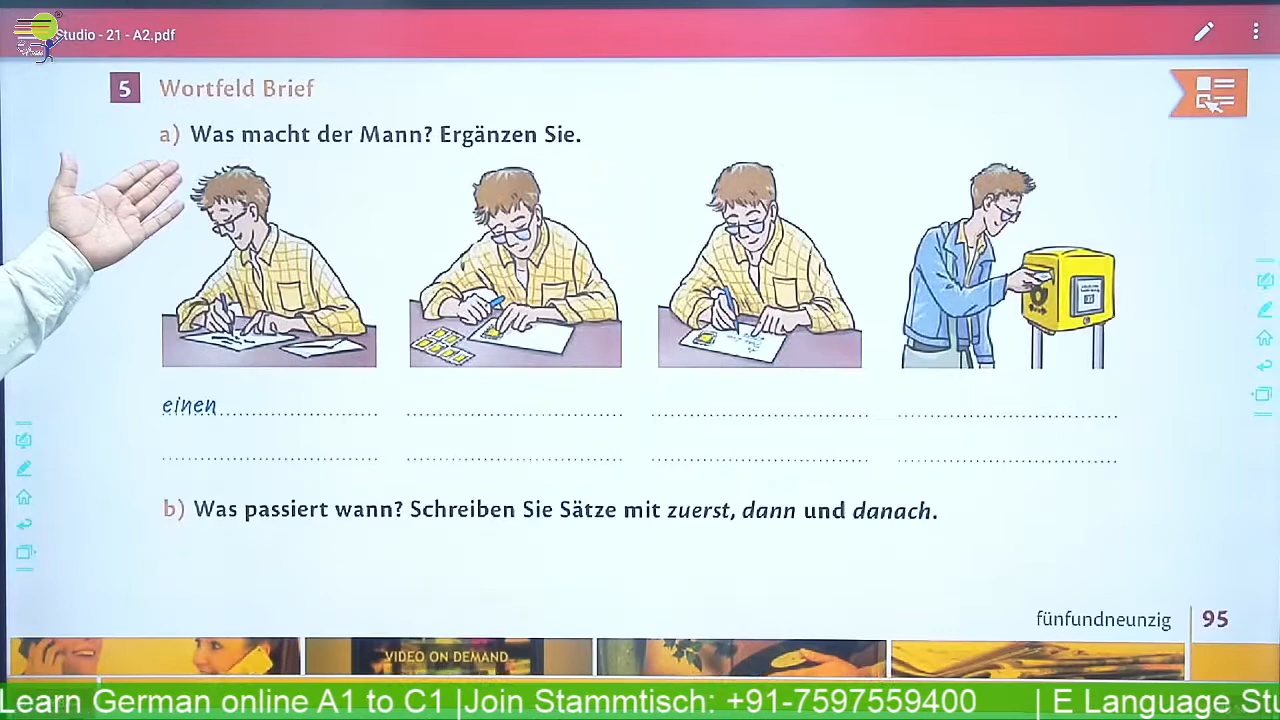 Studio - 21 - A2.pdf
5 Wortfeld Brief
a) Was macht der Mann? Ergänzen Sie.
einen
b) Was passiert wann? Schreiben Sie Sätze mit zuerst, dann und danach.
fünfundneunzig 95
VIDEO ON DEMAND
Learn German online A1 to C1 |Join Stammtisch: +91-7597559400 | E Language Stu